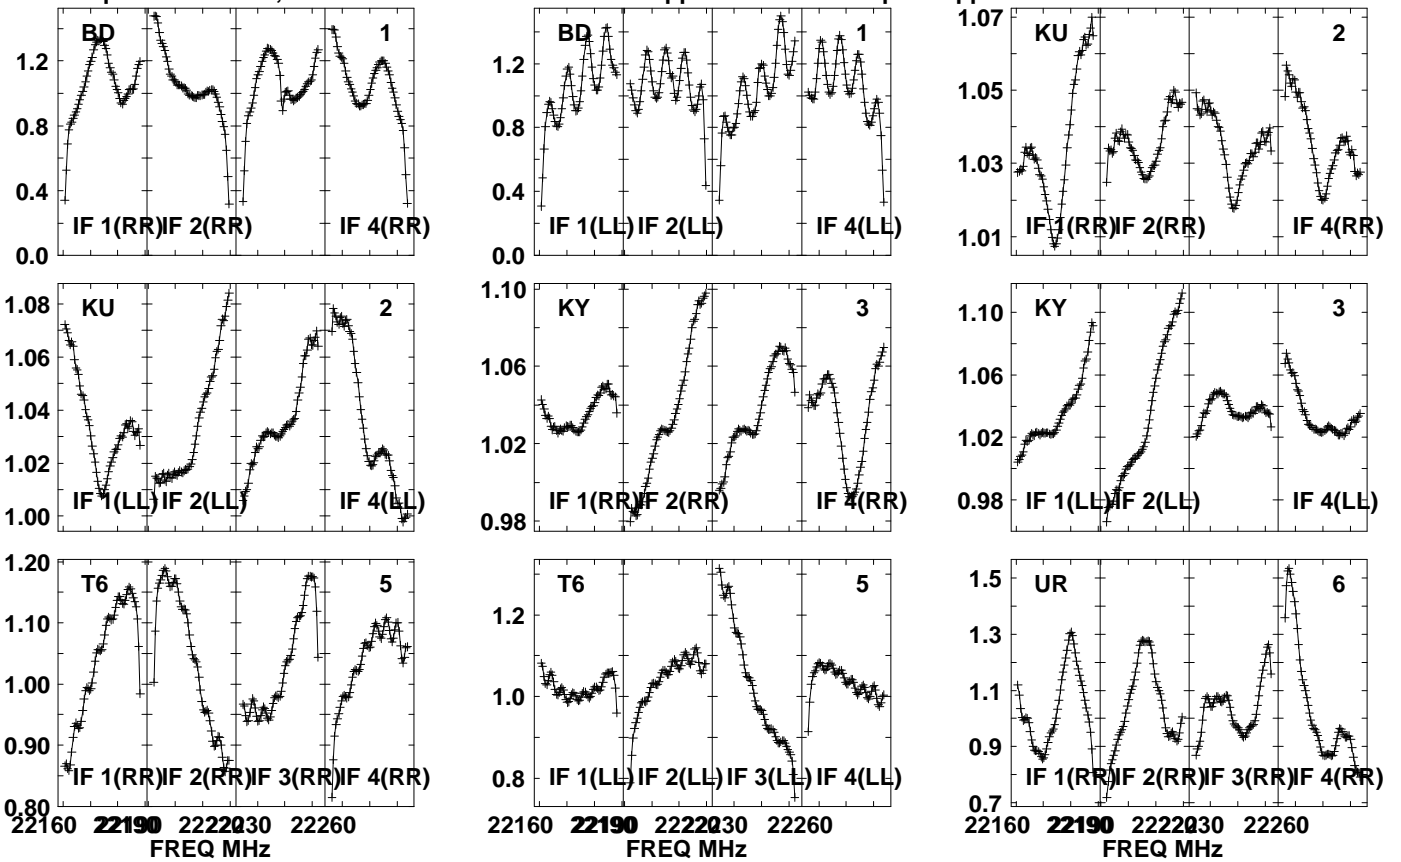 BD 1 BD 1 KU 2
1.2 1.2 1.07
0.8 0.8 1.05
0.4 0.4 1.03
0.0 0.0 1.01
IF 1(RR) IF 2(RR) IF 4(RR) IF 1(LL) IF 2(LL) IF 4(LL) IF 1(RR) IF 2(RR) IF 4(RR)
KU 2 KY 3 KY 3
1.08 1.10 1.10
1.06 1.06 1.06
1.04 1.02 1.02
1.02 0.98 0.98
1.00
IF 1(LL) IF 2(LL) IF 4(LL) IF 1(RR) IF 2(RR) IF 4(RR) IF 1(LL) IF 2(LL) IF 4(LL)
T6 5 T6 5 UR 6
1.20 1.2 1.5
1.10 1.0 1.3
1.00 0.8 1.1
0.90 0.9
0.80 0.7
IF 1(RR) IF 2(RR) IF 3(RR) IF 4(RR) IF 1(LL) IF 2(LL) IF 3(LL) IF 4(LL) IF 1(RR) IF 2(RR) IF 3(RR) IF 4(RR)
22160 22190 22230 22260 22160 22190 22230 22260 22160 22190 22230 22260
FREQ MHz FREQ MHz FREQ MHz